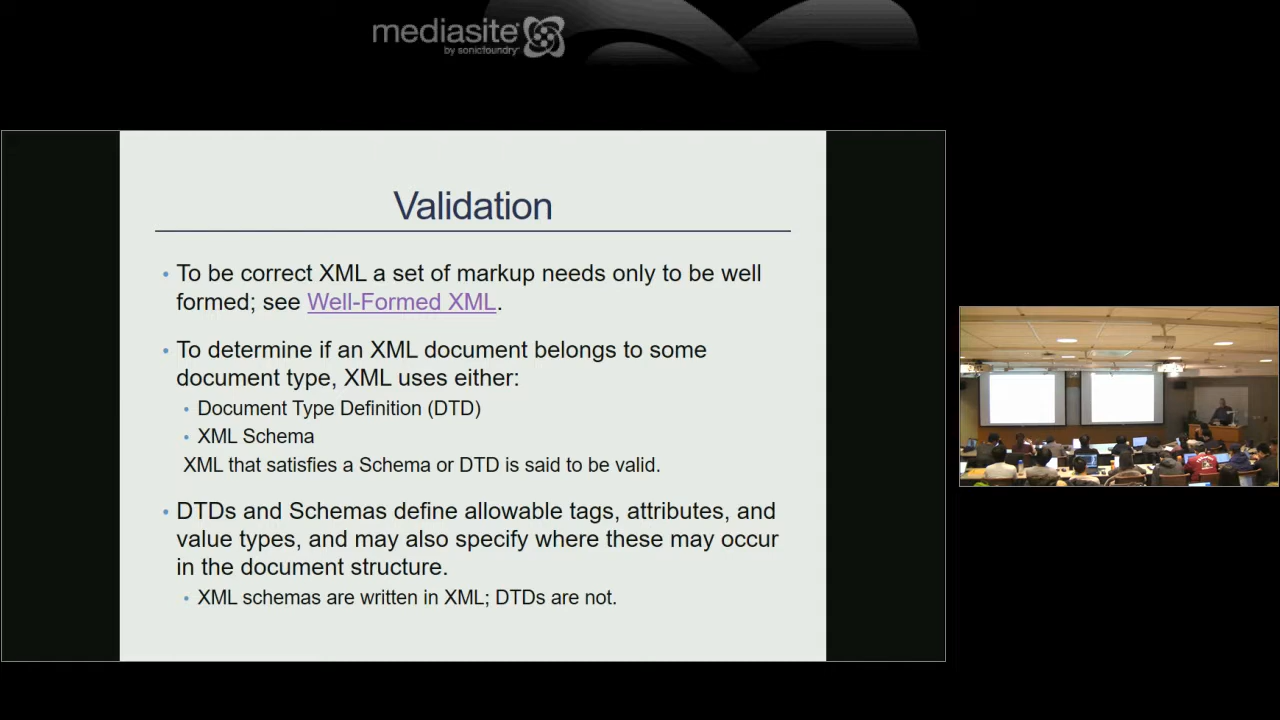 mediasite
by sonicfoundry
Validation
• To be correct XML a set of markup needs only to be well
formed; see Well-Formed XML.
• To determine if an XML document belongs to some
document type, XML uses either:
• Document Type Definition (DTD)
• XML Schema
XML that satisfies a Schema or DTD is said to be valid.
• DTDs and Schemas define allowable tags, attributes, and
value types, and may also specify where these may occur
in the document structure.
• XML schemas are written in XML; DTDs are not.